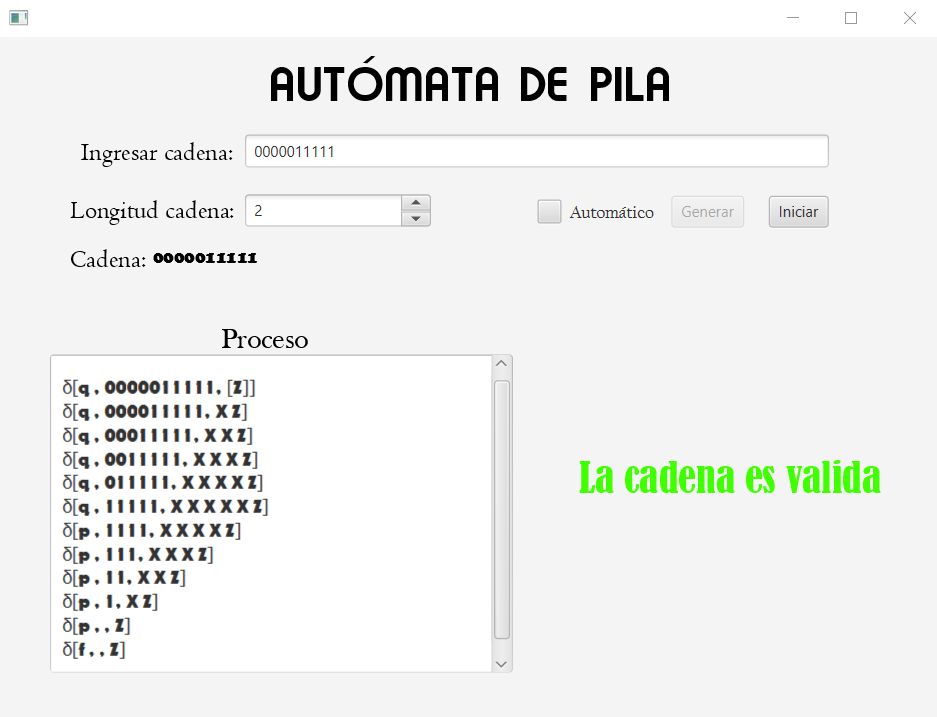 AUTÓMATA DE PILA
Ingresar cadena: 0000011111
Longitud cadena: 2
Automático Generar Iniciar
Cadena: 0000011111
Proceso
δ[q , 0000011111, [Z]]
δ[q , 000011111, X Z]
δ[q , 00011111, X X Z]
δ[q , 0011111, X X X Z]
δ[q , 011111, X X X X Z]
δ[q , 11111, X X X X X Z]
δ[p , 1111, X X X X Z]
δ[p , 111, X X X Z]
δ[p , 11, X X Z]
δ[p , 1, X Z]
δ[p , , Z]
δ[f , , Z]
La cadena es valida